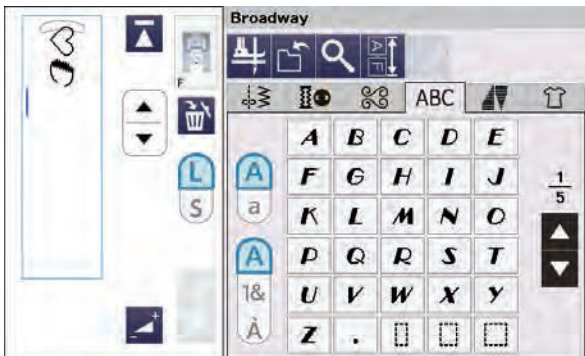 Broadway
F
A F
ABC
A B C D E
L
A
F G H I J
1
5
S
a
K L M N O
A
P Q R S T
1&
U V W X Y
À
Z .